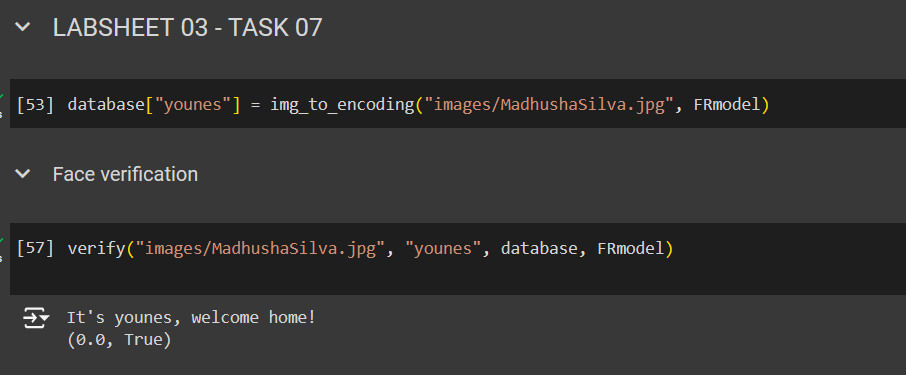 LABSHEET 03 - TASK 07
[53] database["younes"] = img_to_encoding("images/MadhushaSilva.jpg", FRmodel)
s
Face verification
[57] verify("images/MadhushaSilva.jpg", "younes", database, FRmodel)
s
It's younes, welcome home!
(0.0, True)